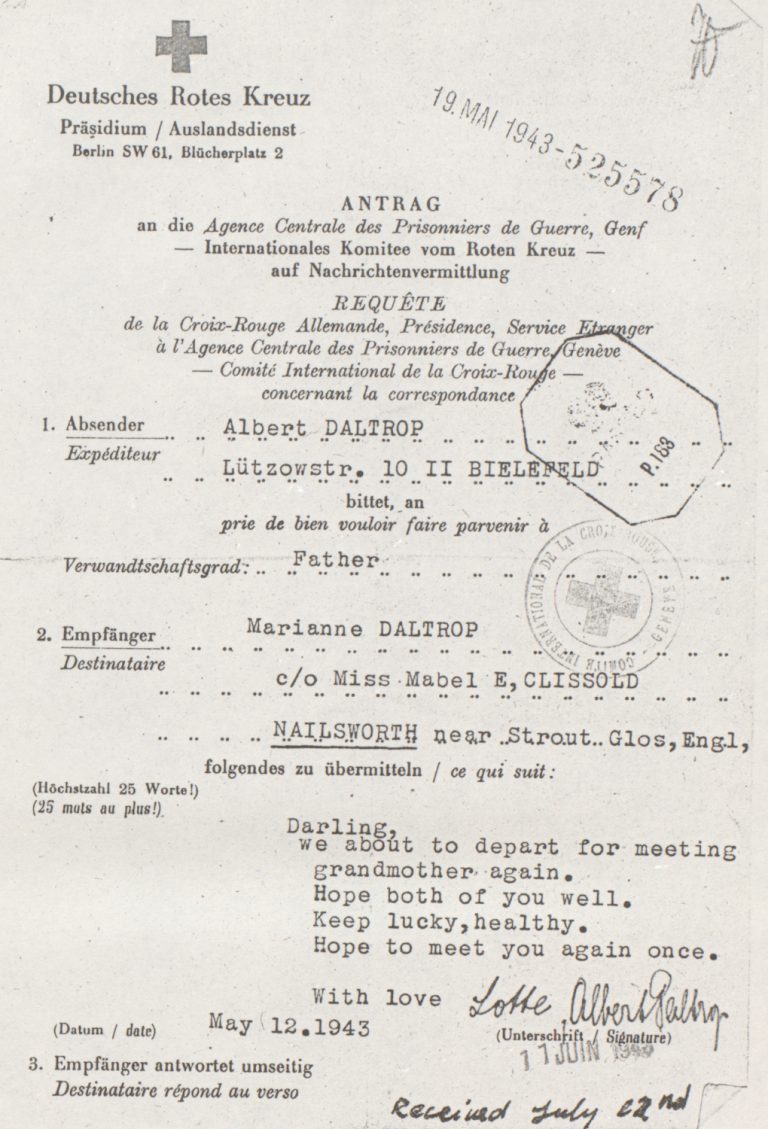 Deutsches Rotes Kreuz
Präsidium / Auslandsdienst
Berlin SW 61, Blücherplatz 2
19. MAI 1943-525578
ANTRAG
an die Agence Centrale des Prisonniers de Guerre, Genf
— Internationales Komitee vom Roten Kreuz —
auf Nachrichtenvermittlung
REQUÊTE
de la Croix-Rouge Allemande, Présidence, Service Etranger
à l'Agence Centrale des Prisonniers de Guerre, Genève
— Comité International de la Croix-Rouge —
concernant la correspondance
1. Absender Albert DALTROP
Expéditeur
Lützowstr. 10 II BIELEFELD
P.168
bittet, an
prie de bien vouloir faire parvenir à
Verwandtschaftsgrad: Father
COMITÉ INTERNATIONAL DE LA CROIX-ROUGE - GENÈVE
2. Empfänger Marianne DALTROP
Destinataire
c/o Miss Mabel E,CLISSOLD
NAILSWORTH near Strout Glos,Engl,
folgendes zu übermitteln / ce qui suit:
(Höchstzahl 25 Worte!)
(25 mots au plus!)
Darling,
we about to depart for meeting
grandmother again.
Hope both of you well.
Keep lucky,healthy.
Hope to meet you again once.
With love Lotte Albert Daltrop
(Datum / date) May 12.1943 (Unterschrift / Signature)
11 JUIN 1943
3. Empfänger antwortet umseitig
Destinataire répond au verso
Received July 22nd